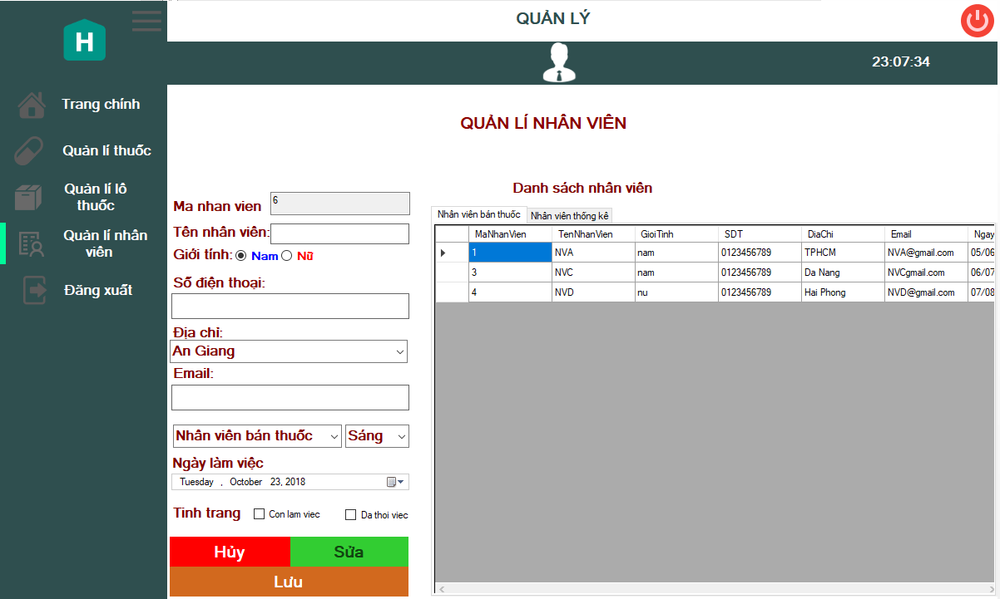 QUẢN LÝ
H
23:07:34
Trang chính
Quản lí thuốc
Quản lí lô
thuốc
Quản lí nhân
viên
Đăng xuất
QUẢN LÍ NHÂN VIÊN
Ma nhan vien 6
Tên nhân viên:
Giới tính: Nam Nữ
Số điện thoại:
Địa chỉ:
An Giang
Email:
Nhân viên bán thuốc Sáng
Ngày làm việc
Tuesday , October 23, 2018
Tinh trang Con lam viec Da thoi viec
Hủy Sửa
Lưu
Danh sách nhân viên
Nhân viên bán thuốc Nhân viên thống kê
MaNhanVien TenNhanVien GioiTinh SDT DiaChi Email Ngay
1 NVA nam 0123456789 TPHCM NVA@gmail.com 05/06
3 NVC nam 0123456789 Da Nang NVCgmail.com 06/07
4 NVD nu 0123456789 Hai Phong NVD@gmail.com 07/08